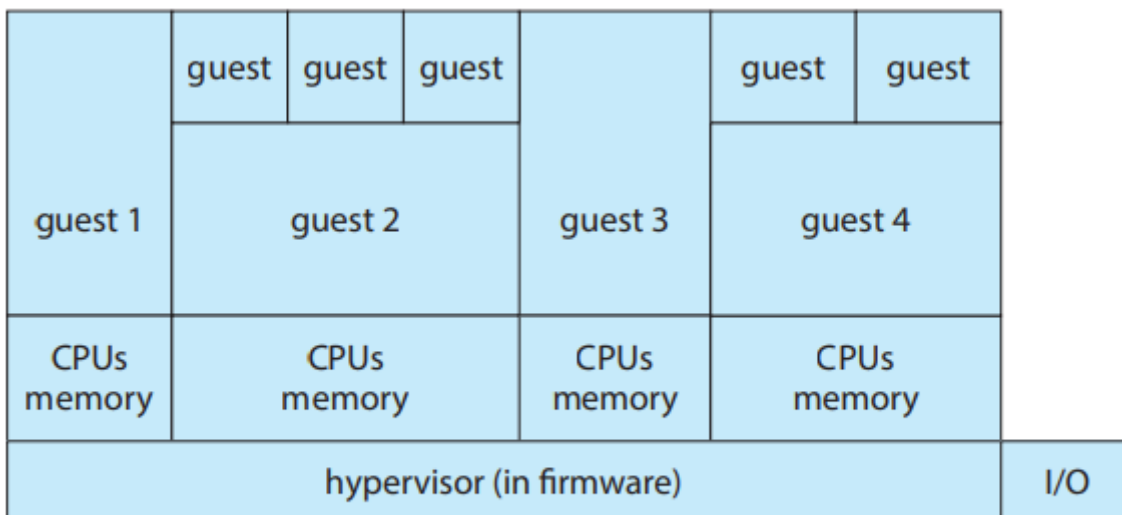 guest guest guest guest guest
guest 1 guest 2 guest 3 guest 4
CPUs CPUs CPUs CPUs
memory memory memory memory
hypervisor (in firmware) I/O